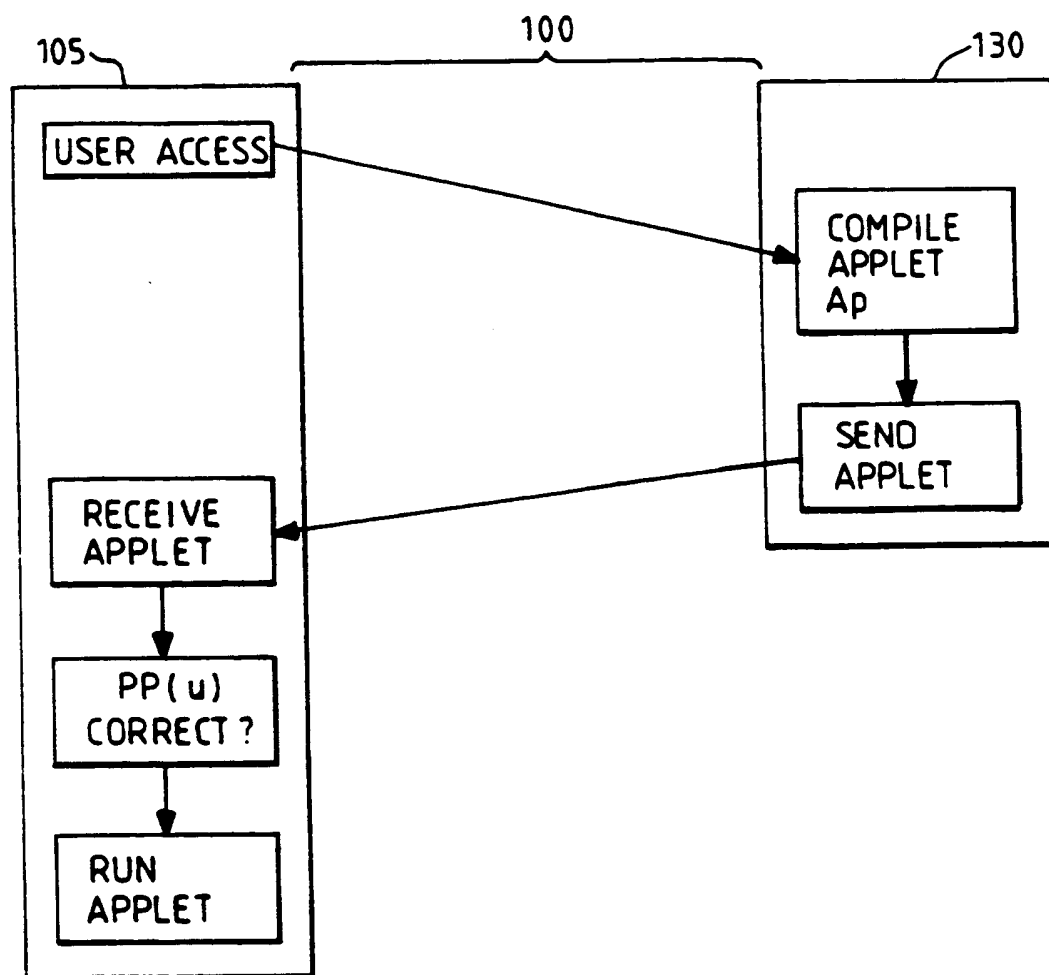 105
100
130
USER ACCESS
COMPILE
APPLET
Ap
SEND
APPLET
RECEIVE
APPLET
PP(u)
CORRECT?
RUN
APPLET